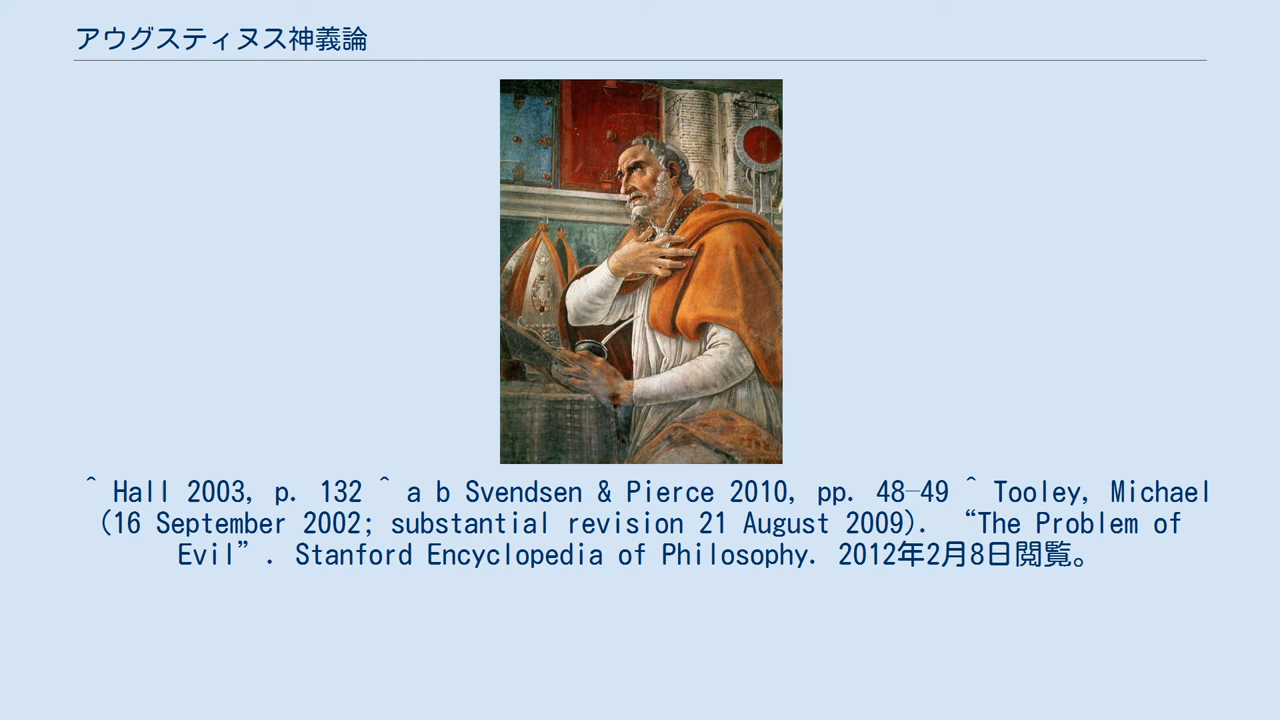 アウグスティヌス神義論
^ Hall 2003, p. 132 ^ a b Svendsen & Pierce 2010, pp. 48–49 ^ Tooley, Michael
(16 September 2002; substantial revision 21 August 2009). “The Problem of
Evil”. Stanford Encyclopedia of Philosophy. 2012年2月8日閲覧。